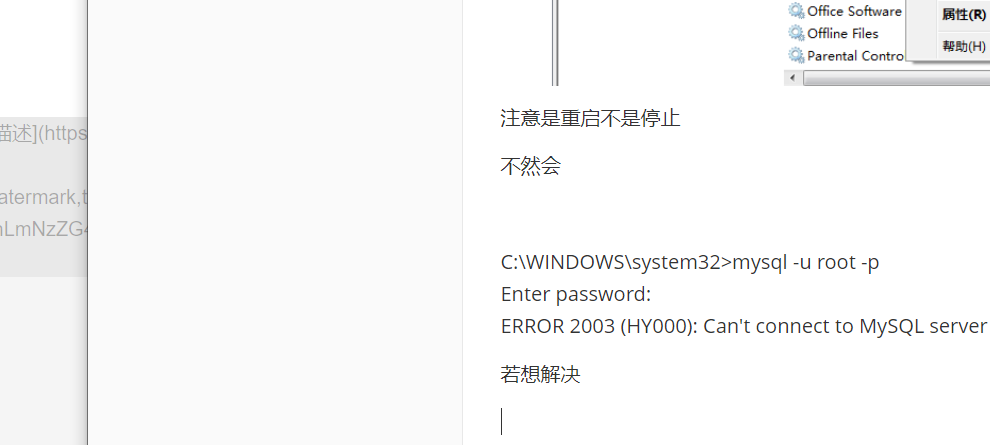 Office Software
属性(R)
Offline Files
帮助(H)
Parental Contro
注意是重启不是停止
描述](https
不然会
atermark,t
LmNzZG
C:\WINDOWS\system32>mysql -u root -p
Enter password:
ERROR 2003 (HY000): Can't connect to MySQL server
若想解决